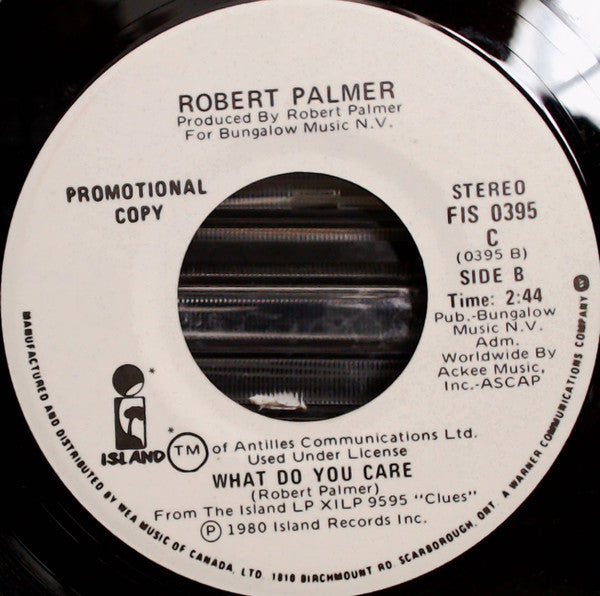 ROBERT PALMER
Produced By Robert Palmer
For Bungalow Music N.V.
PROMOTIONAL
COPY
STEREO
FIS 0395
C
(0395 B)
SIDE B
Time: 2:44
Pub.-Bungalow
Music N.V.
Adm.
Worldwide By
Ackee Music,
Inc.-ASCAP
ISLAND
TM of Antilles Communications Ltd.
Used Under License
WHAT DO YOU CARE
(Robert Palmer)
From The Island LP XILP 9595 "Clues"
Ⓟ 1980 Island Records Inc.
MANUFACTURED AND DISTRIBUTED BY WEA MUSIC OF CANADA, LTD. 1810 BIRCHMOUNT RD. SCARBOROUGH, ONT. A WARNER COMMUNICATIONS COMPANY